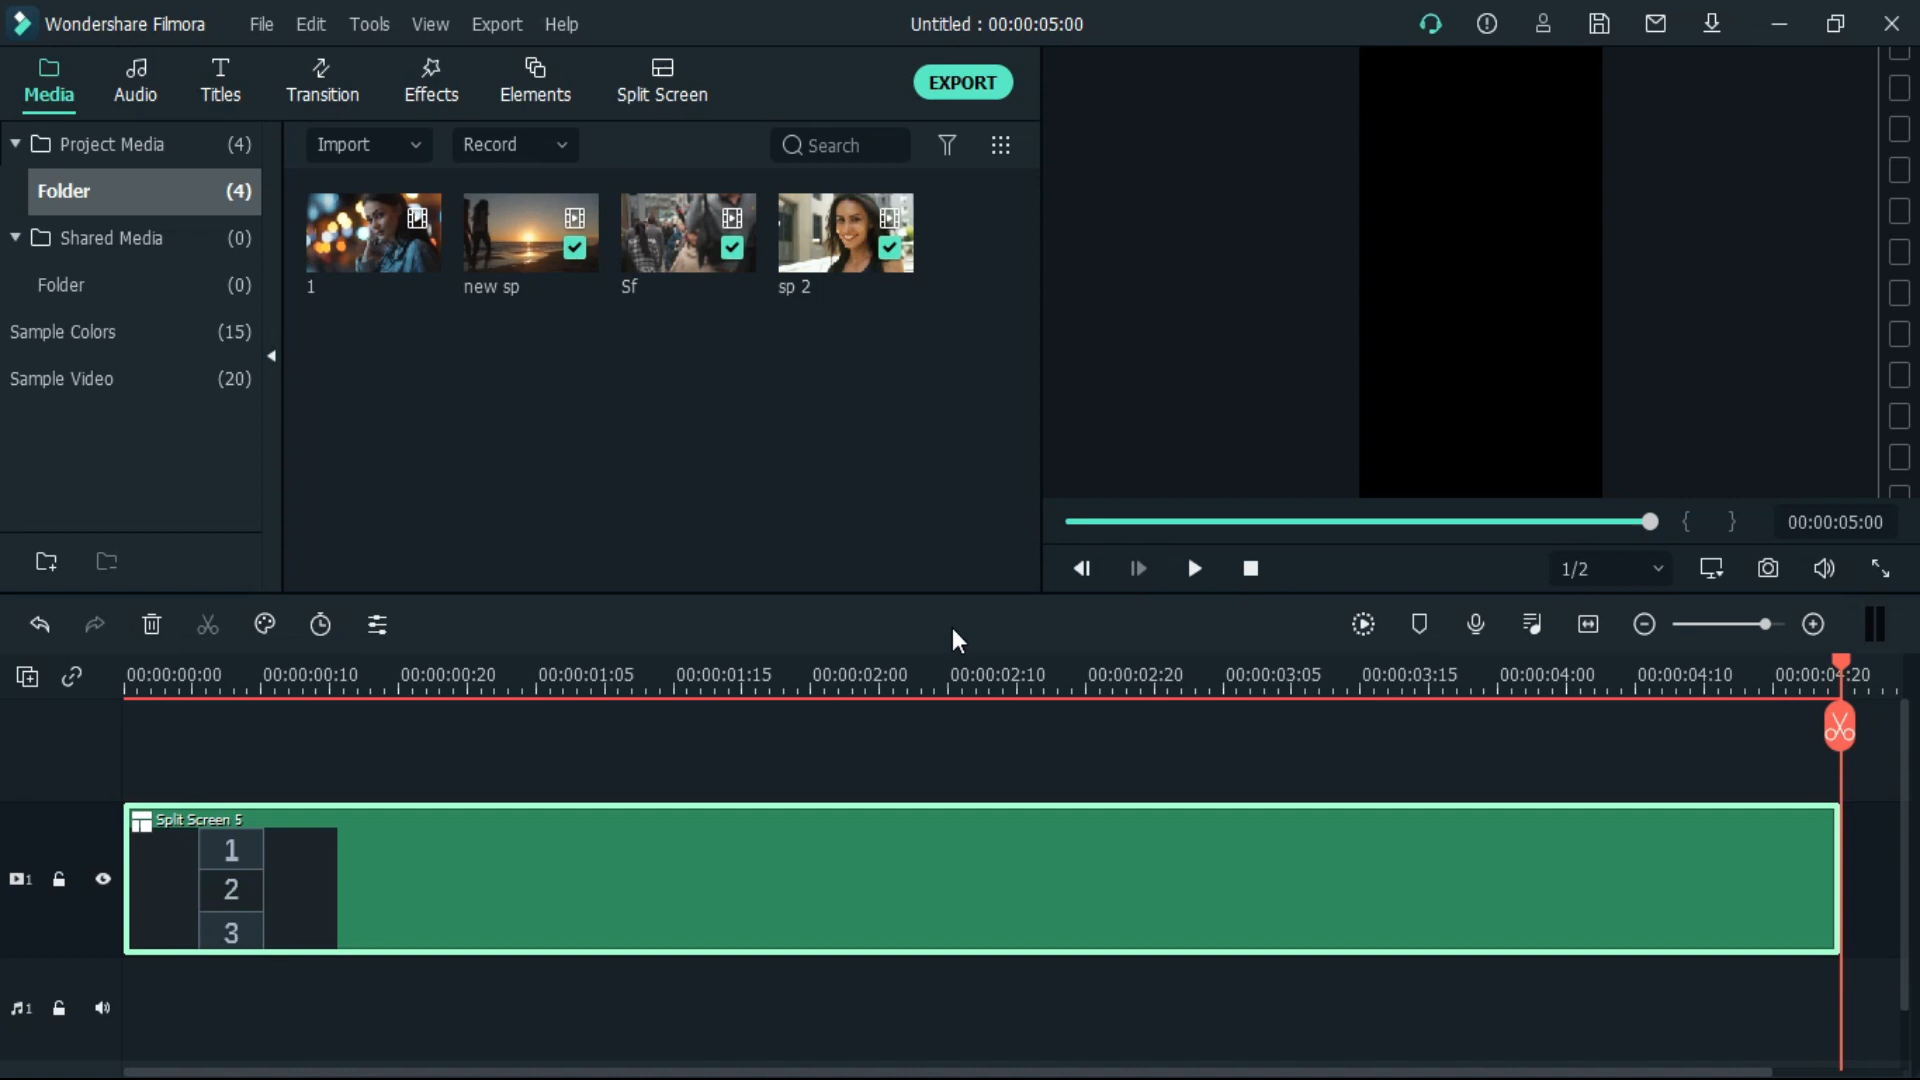 Wondershare Filmora File Edit Tools View Export Help Untitled : 00:00:05:00
Media Audio Titles Transition Effects Elements Split Screen EXPORT
Project Media (4)
Folder (4)
Shared Media (0)
Folder (0)
Sample Colors (15)
Sample Video (20)
Import Record Search
1 new sp Sf sp 2
{ } 00:00:05:00
1/2
00:00:00:00 00:00:00:10 00:00:00:20 00:00:01:05 00:00:01:15 00:00:02:00 00:00:02:10 00:00:02:20 00:00:03:05 00:00:03:15 00:00:04:00 00:00:04:10 00:00:04:20
Split Screen 5
1
2
3
1
1